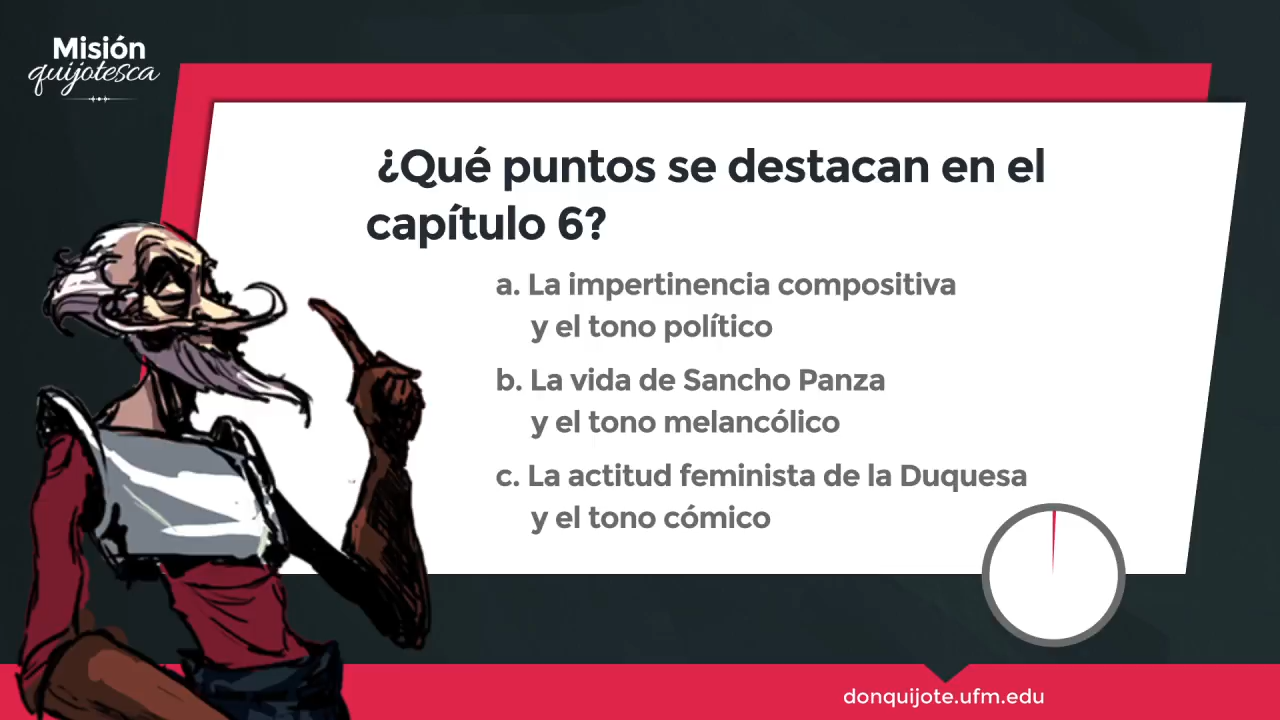 Misión
quijotesca
¿Qué puntos se destacan en el
capítulo 6?
a. La impertinencia compositiva
y el tono político
b. La vida de Sancho Panza
y el tono melancólico
c. La actitud feminista de la Duquesa
y el tono cómico
donquijote.ufm.edu